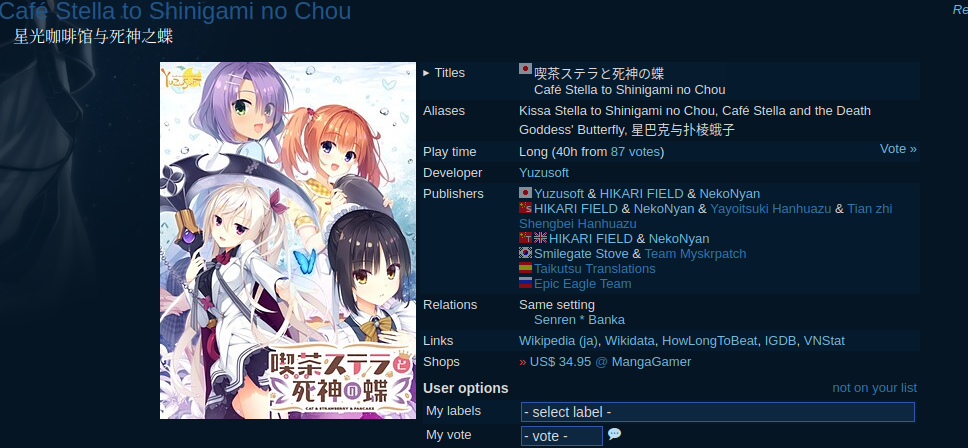 Café Stella to Shinigami no Chou
Re
星光咖啡馆与死神之蝶
Yuzusoft
喫茶ステラと
死神の蝶
CAT & STRAWBERRY & PANCAKE
▸ Titles
喫茶ステラと死神の蝶
Café Stella to Shinigami no Chou
Aliases
Kissa Stella to Shinigami no Chou, Café Stella and the Death
Goddess' Butterfly, 星巴克与扑棱蛾子
Play time Long (40h from 87 votes) Vote »
Developer Yuzusoft
Publishers Yuzusoft & HIKARI FIELD & NekoNyan
HIKARI FIELD & NekoNyan & Yayoitsuki Hanhuazu & Tian zhi
Shengbei Hanhuazu
HIKARI FIELD & NekoNyan
Smilegate Stove & Team Myskrpatch
Taikutsu Translations
Epic Eagle Team
Relations Same setting
Senren * Banka
Links Wikipedia (ja), Wikidata, HowLongToBeat, IGDB, VNStat
Shops » US$ 34.95 @ MangaGamer
User options not on your list
My labels - select label -
My vote - vote -